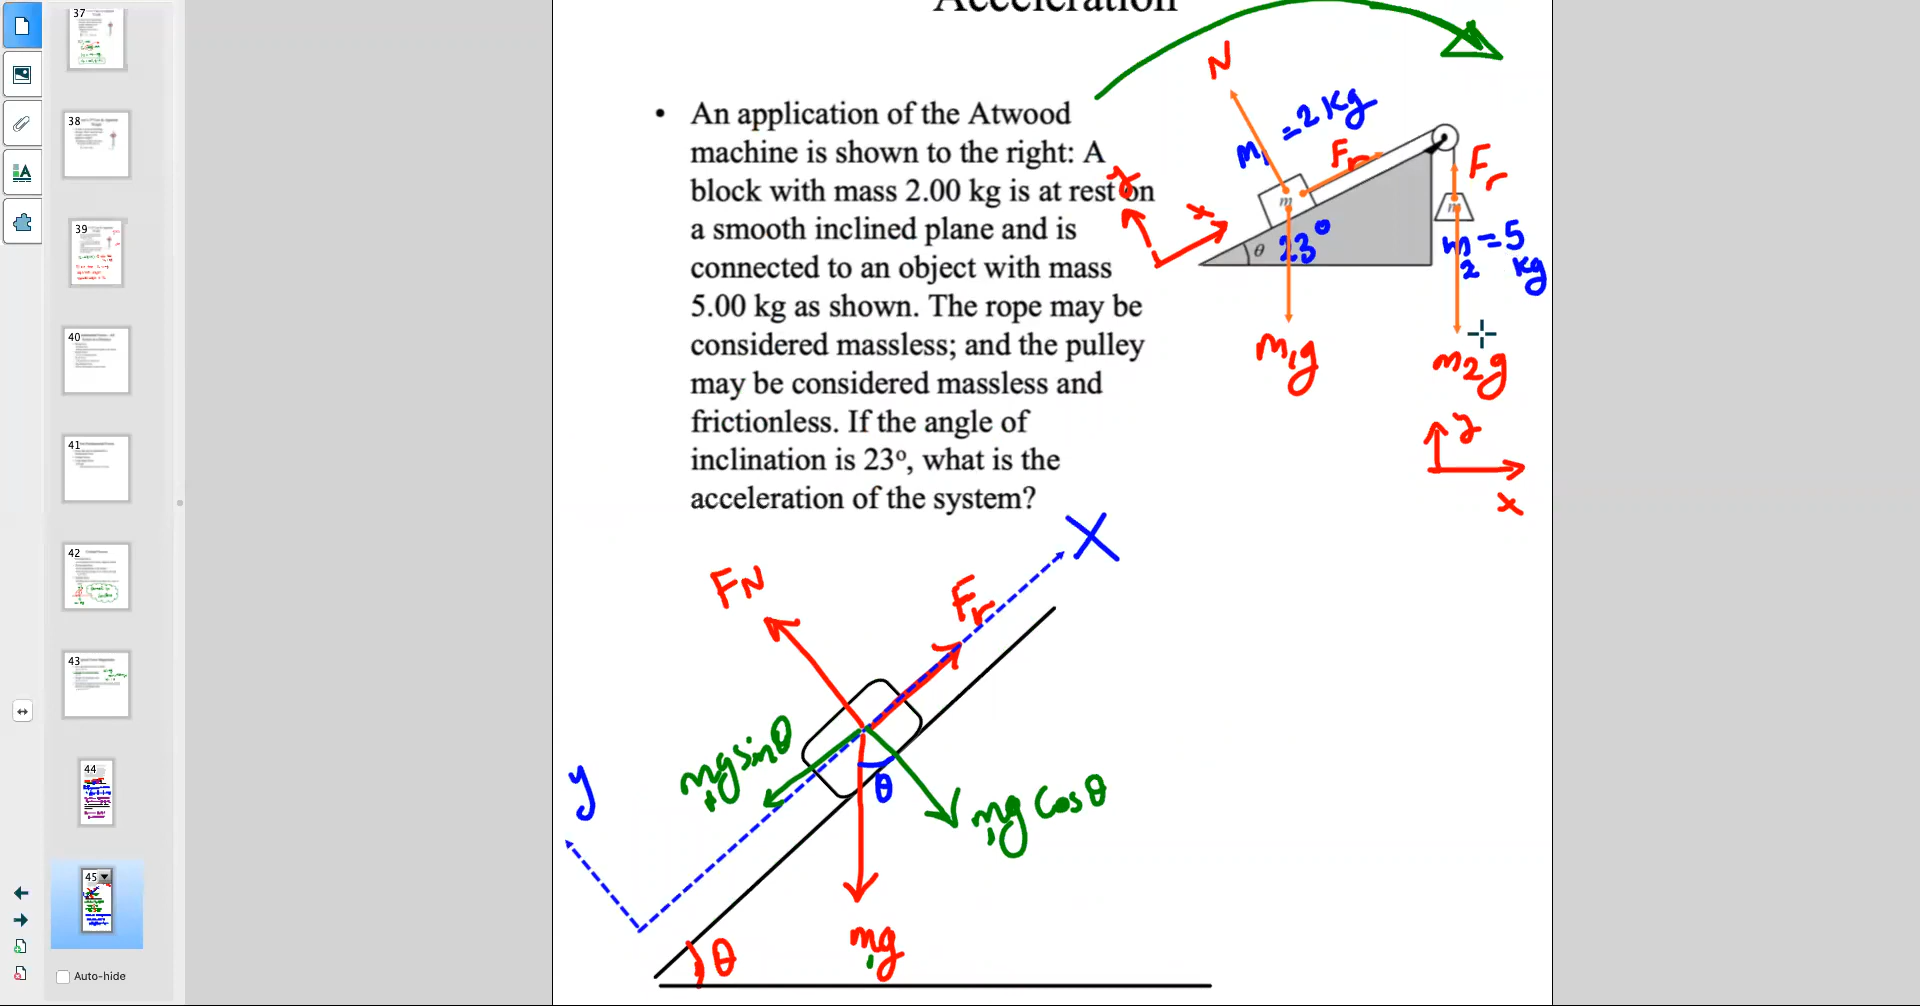 Acceleration
• An application of the Atwood
machine is shown to the right: A
block with mass 2.00 kg is at rest on
a smooth inclined plane and is
connected to an object with mass
5.00 kg as shown. The rope may be
considered massless; and the pulley
may be considered massless and
frictionless. If the angle of
inclination is 23º, what is the
acceleration of the system?
N
m₁ = 2 kg
Fr
Fr
x
m
m
θ 23°
m₂ = 5 kg
m₁g
m₂g
y
x
X
FN
Fr
m₁g sinθ
θ
m₁g cosθ
y
m₁g
θ
37
38
39
40
41
42
43
44
45
Auto-hide